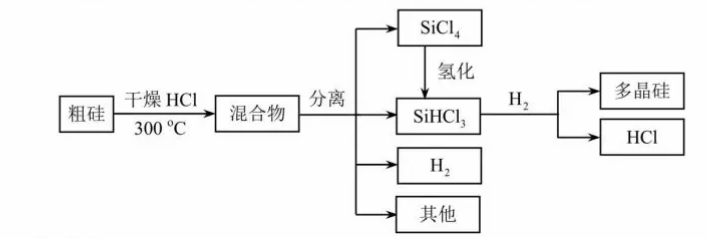 SiCl₄
氢化
粗硅
干燥 HCl
300 °C
混合物
分离
SiHCl₃
H₂
多晶硅
HCl
H₂
其他